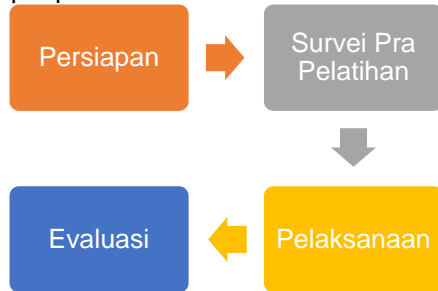 Persiapan
Survei Pra
Pelatihan
Pelaksanaan
Evaluasi